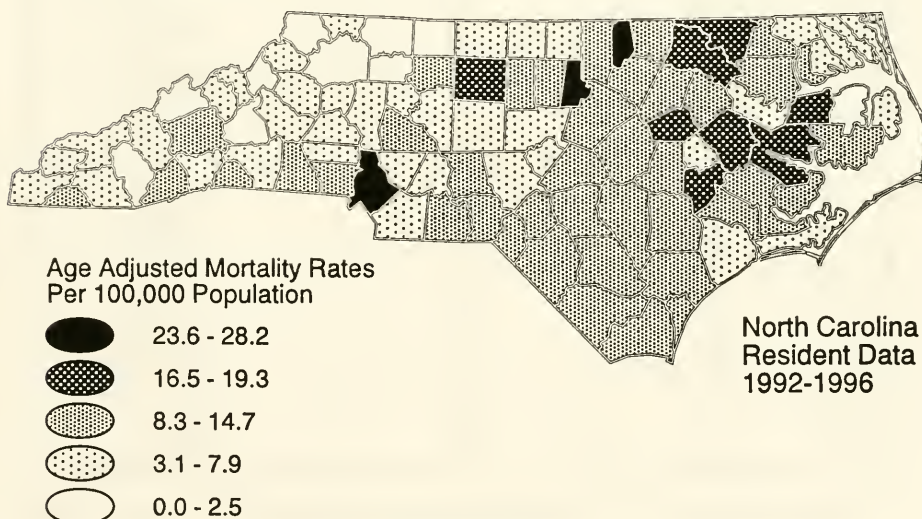 Age Adjusted Mortality Rates
Per 100,000 Population
23.6 - 28.2
16.5 - 19.3
8.3 - 14.7
3.1 - 7.9
0.0 - 2.5
North Carolina
Resident Data
1992-1996